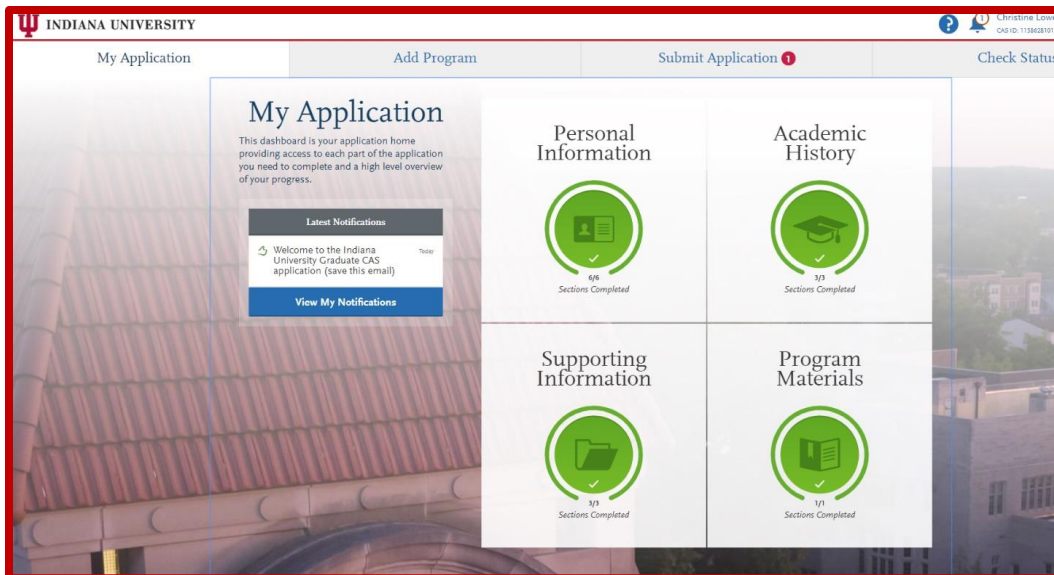 INDIANA UNIVERSITY
?
1
Christine Lowe
CAS ID: 1138628101
My Application
Add Program
Submit Application 1
Check Status
My Application
This dashboard is your application home
providing access to each part of the application
you need to complete and a high level overview
of your progress.
Latest Notifications
Welcome to the Indiana Today
University Graduate CAS
application (save this email)
View My Notifications
Personal
Information
6/6
Sections Completed
Academic
History
3/3
Sections Completed
Supporting
Information
3/3
Sections Completed
Program
Materials
1/1
Sections Completed